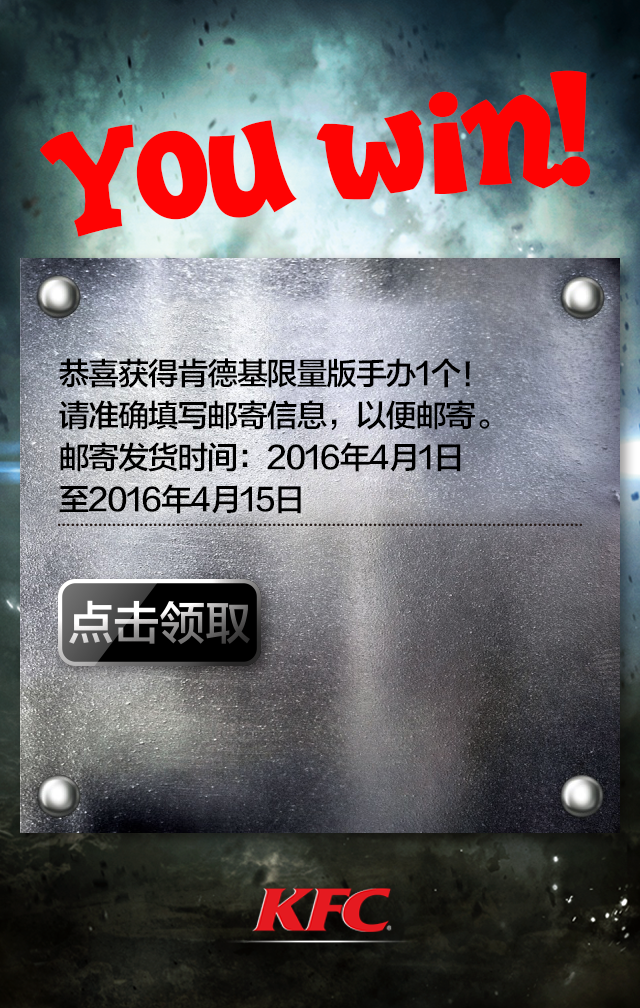 You win!
恭喜获得肯德基限量版手办1个！
请准确填写邮寄信息，以便邮寄。
邮寄发货时间：2016年4月1日
至2016年4月15日
点击领取
KFC